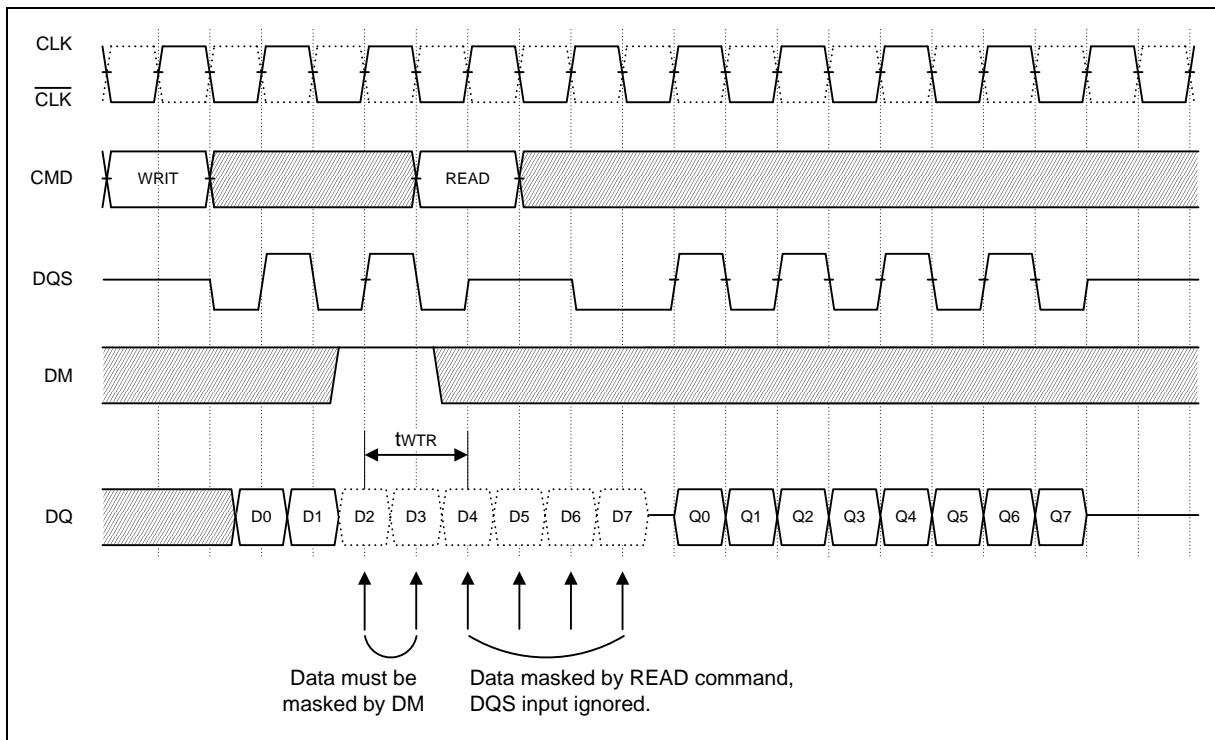 CLK
CLK
CMD
WRIT
READ
DQS
DM
tWTR
DQ
D0 D1 D2 D3 D4 D5 D6 D7 Q0 Q1 Q2 Q3 Q4 Q5 Q6 Q7
Data must be
masked by DM
Data masked by READ command,
DQS input ignored.